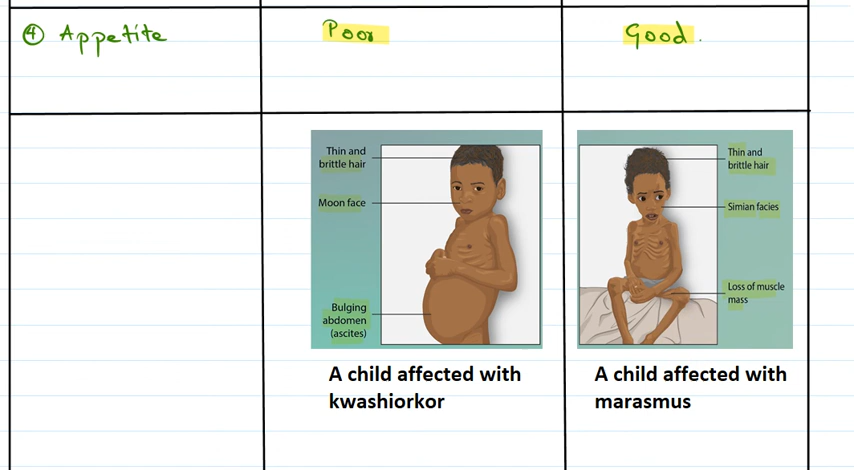 ④ Appetite
Poor
Good.
Thin and
brittle hair
Moon face
Bulging
abdomen
(ascites)
A child affected with
kwashiorkor
Thin and
brittle hair
Simian facies
Loss of muscle
mass
A child affected with
marasmus